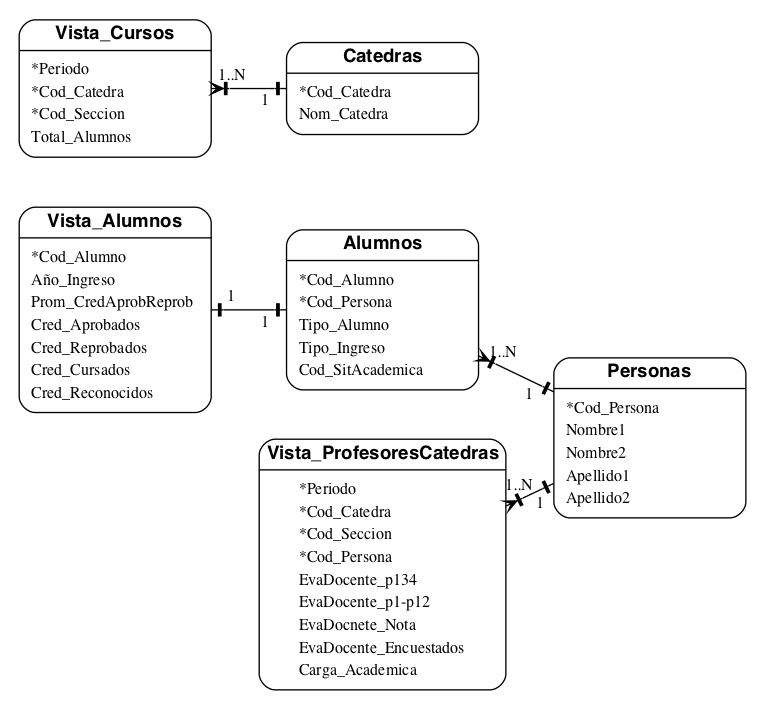 Vista_Cursos
*Periodo
*Cod_Catedra
*Cod_Seccion
Total_Alumnos
1..N
1
Catedras
*Cod_Catedra
Nom_Catedra
Vista_Alumnos
*Cod_Alumno
Año_Ingreso
Prom_CredAprobReprob
Cred_Aprobados
Cred_Reprobados
Cred_Cursados
Cred_Reconocidos
1
1
Alumnos
*Cod_Alumno
*Cod_Persona
Tipo_Alumno
Tipo_Ingreso
Cod_SitAcademica
1..N
1
Personas
*Cod_Persona
Nombre1
Nombre2
Apellido1
Apellido2
1..N
1
Vista_ProfesoresCatedras
*Periodo
*Cod_Catedra
*Cod_Seccion
*Cod_Persona
EvaDocente_p134
EvaDocente_p1-p12
EvaDocnete_Nota
EvaDocente_Encuestados
Carga_Academica